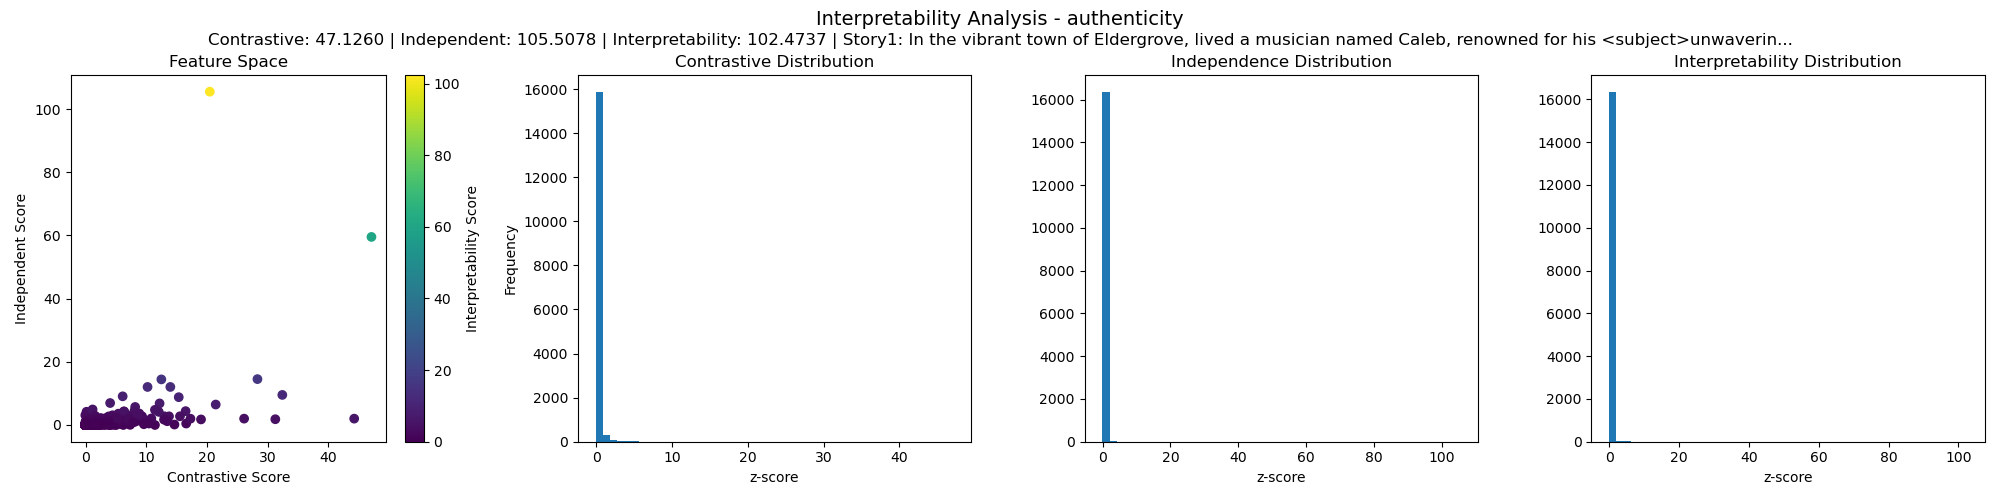 Interpretability Analysis - authenticity
Contrastive: 47.1260 | Independent: 105.5078 | Interpretability: 102.4737 | Story1: In the vibrant town of Eldergrove, lived a musician named Caleb, renowned for his <subject>unwaverin...
Feature Space
Independent Score
100
80
60
40
20
0
0 10 20 30 40
Contrastive Score
100
80
60
40
20
0
Interpretability Score
Contrastive Distribution
Frequency
16000
14000
12000
10000
8000
6000
4000
2000
0
0 10 20 30 40
z-score
Independence Distribution
16000
14000
12000
10000
8000
6000
4000
2000
0
0 20 40 60 80 100
z-score
Interpretability Distribution
16000
14000
12000
10000
8000
6000
4000
2000
0
0 20 40 60 80 100
z-score